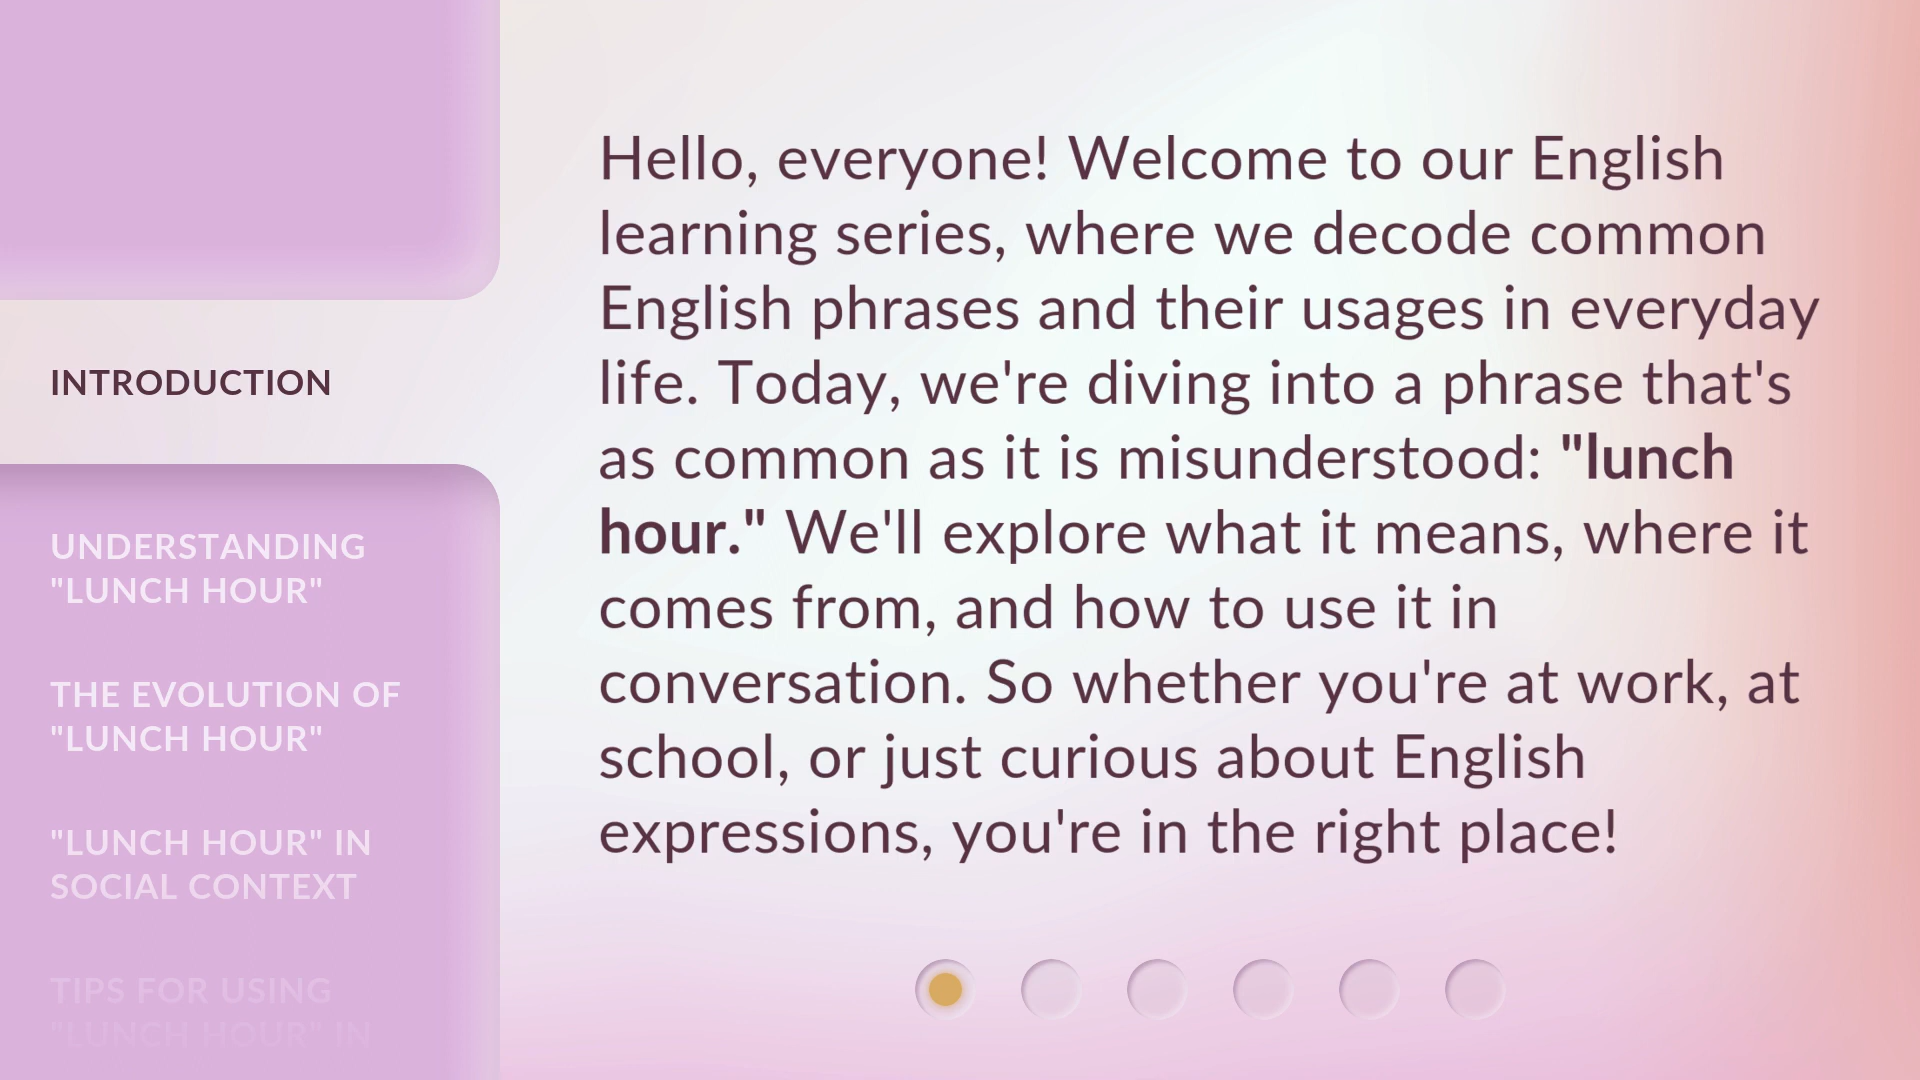 INTRODUCTION
UNDERSTANDING
"LUNCH HOUR"
THE EVOLUTION OF
"LUNCH HOUR"
"LUNCH HOUR" IN
SOCIAL CONTEXT
TIPS FOR USING
"LUNCH HOUR" IN
Hello, everyone! Welcome to our English
learning series, where we decode common
English phrases and their usages in everyday
life. Today, we're diving into a phrase that's
as common as it is misunderstood: "lunch
hour." We'll explore what it means, where it
comes from, and how to use it in
conversation. So whether you're at work, at
school, or just curious about English
expressions, you're in the right place!